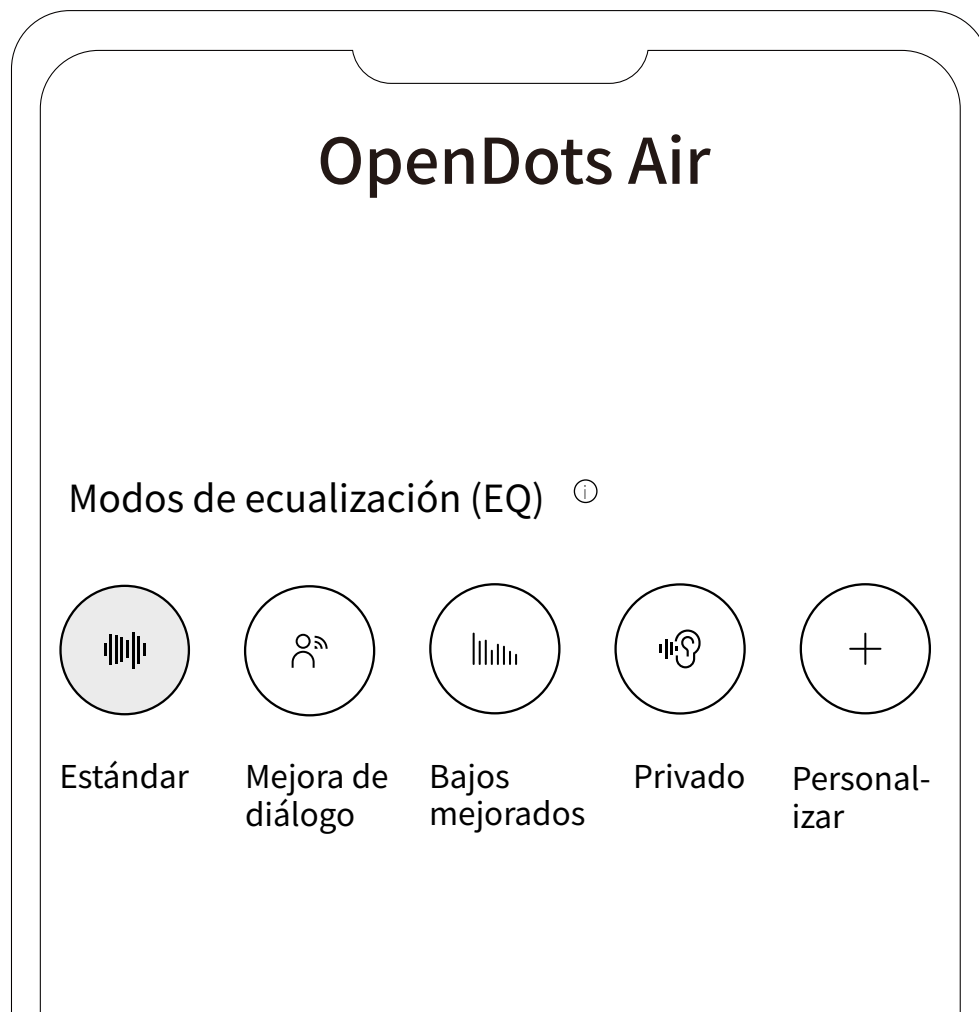 OpenDots Air
Modos de ecualización (EQ)
Estándar
Mejora de
diálogo
Bajos
mejorados
Privado
Personal-
izar